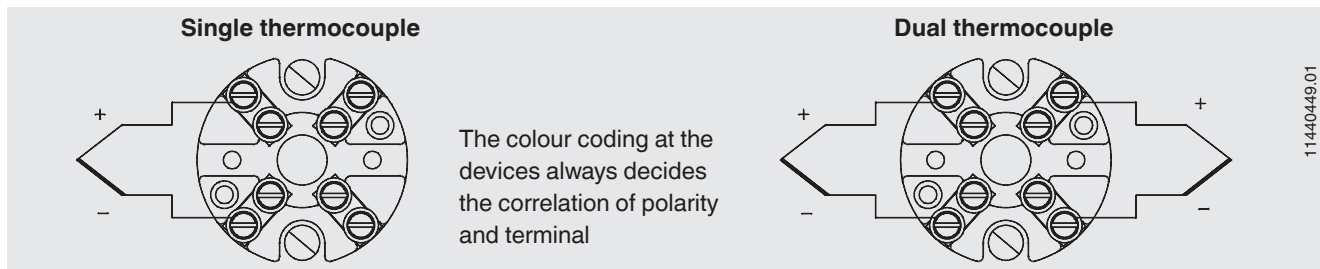 Single thermocouple
Dual thermocouple
+
–
The colour coding at the
devices always decides
the correlation of polarity
and terminal
+
–
+
–
11440449.01